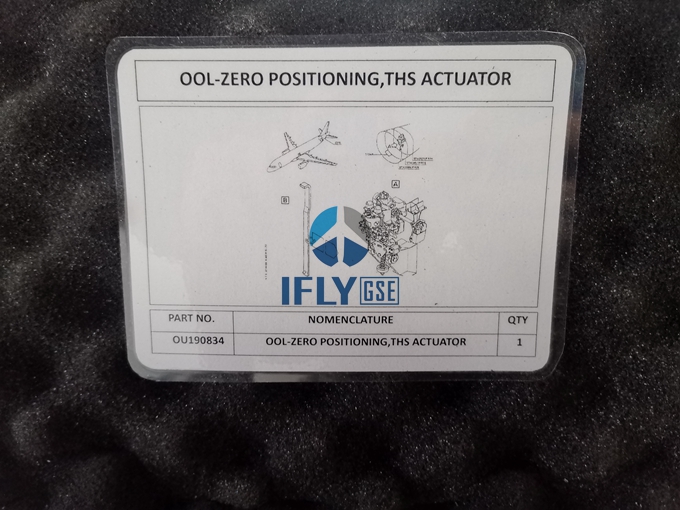 OOL-ZERO POSITIONING,THS ACTUATOR
A
B
IFLY GSE
PART NO. NOMENCLATURE QTY
OU190834 OOL-ZERO POSITIONING,THS ACTUATOR 1